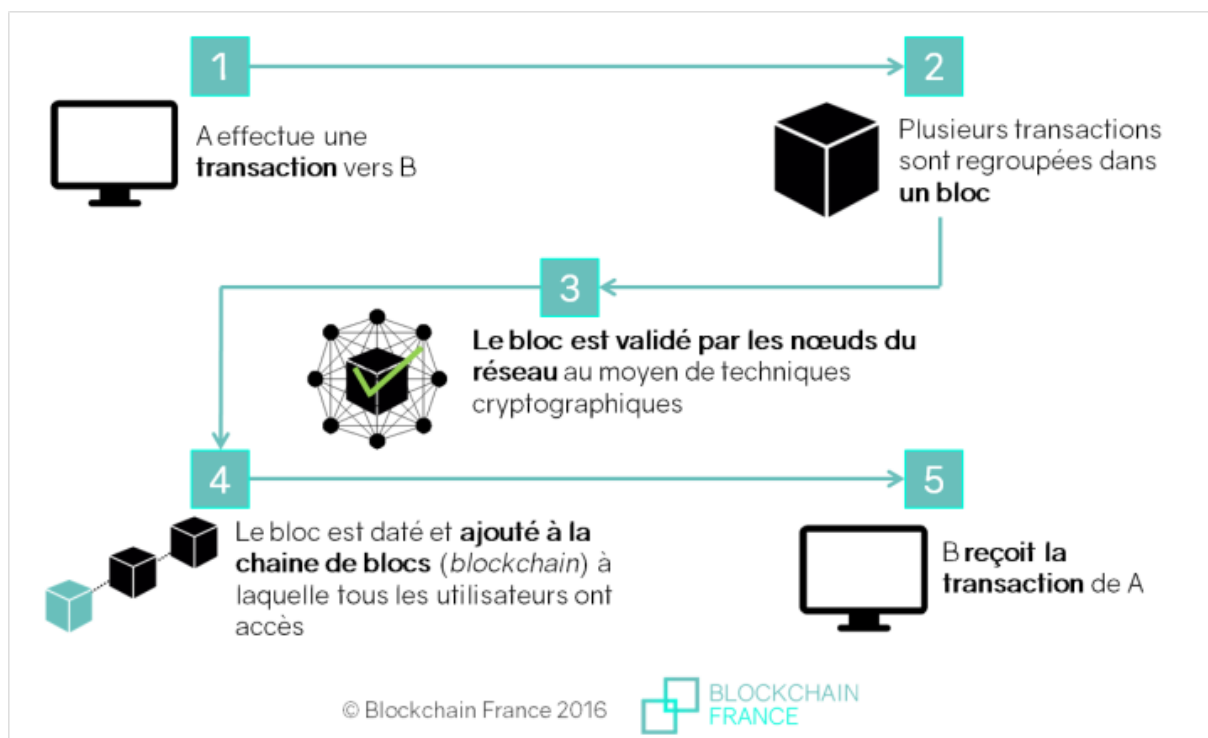 1
A effectue une
transaction vers B
2
Plusieurs transactions
sont regroupées dans
un bloc
3
Le bloc est validé par les nœuds du
réseau au moyen de techniques
cryptographiques
4
Le bloc est daté et ajouté à la
chaine de blocs (blockchain) à
laquelle tous les utilisateurs ont
accès
5
B reçoit la
transaction de A
© Blockchain France 2016
BLOCKCHAIN
FRANCE